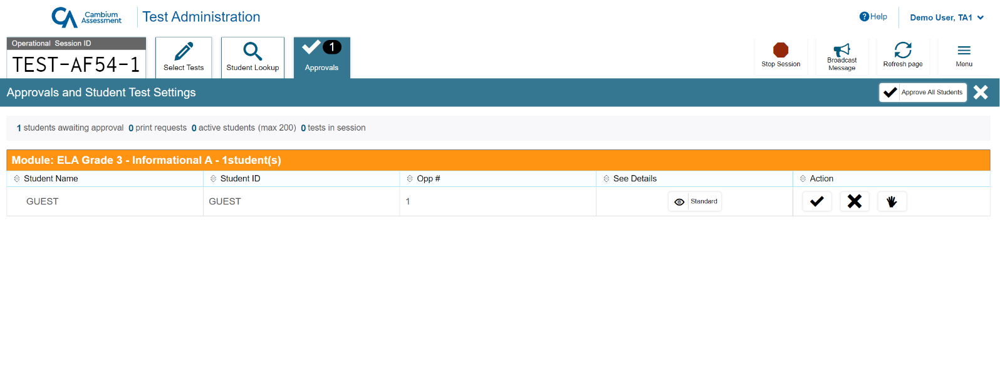 Cambium
Assessment
Test Administration
Help
Demo User, TA1
Operational Session ID
TEST-AF54-1
Select Tests
Student Lookup
1
Approvals
Stop Session
Broadcast
Message
Refresh page
Menu
Approvals and Student Test Settings
Approve All Students
1 students awaiting approval 0 print requests 0 active students (max 200) 0 tests in session
Module: ELA Grade 3 - Informational A - 1student(s)
Student Name Student ID Opp # See Details Action
GUEST GUEST 1 Standard